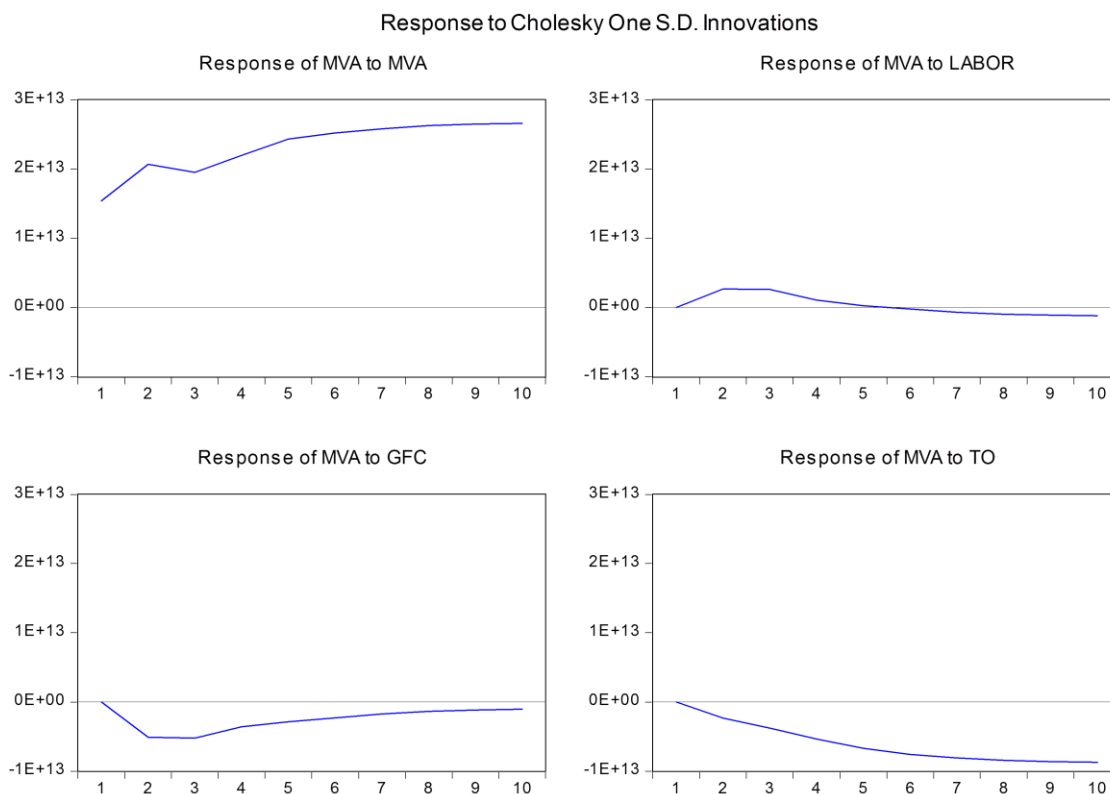 Response to Cholesky One S.D. Innovations
Response of MVA to MVA
3E+13
2E+13
1E+13
0E+00
-1E+13
1 2 3 4 5 6 7 8 9 10
Response of MVA to LABOR
3E+13
2E+13
1E+13
0E+00
-1E+13
1 2 3 4 5 6 7 8 9 10
Response of MVA to GFC
3E+13
2E+13
1E+13
0E+00
-1E+13
1 2 3 4 5 6 7 8 9 10
Response of MVA to TO
3E+13
2E+13
1E+13
0E+00
-1E+13
1 2 3 4 5 6 7 8 9 10